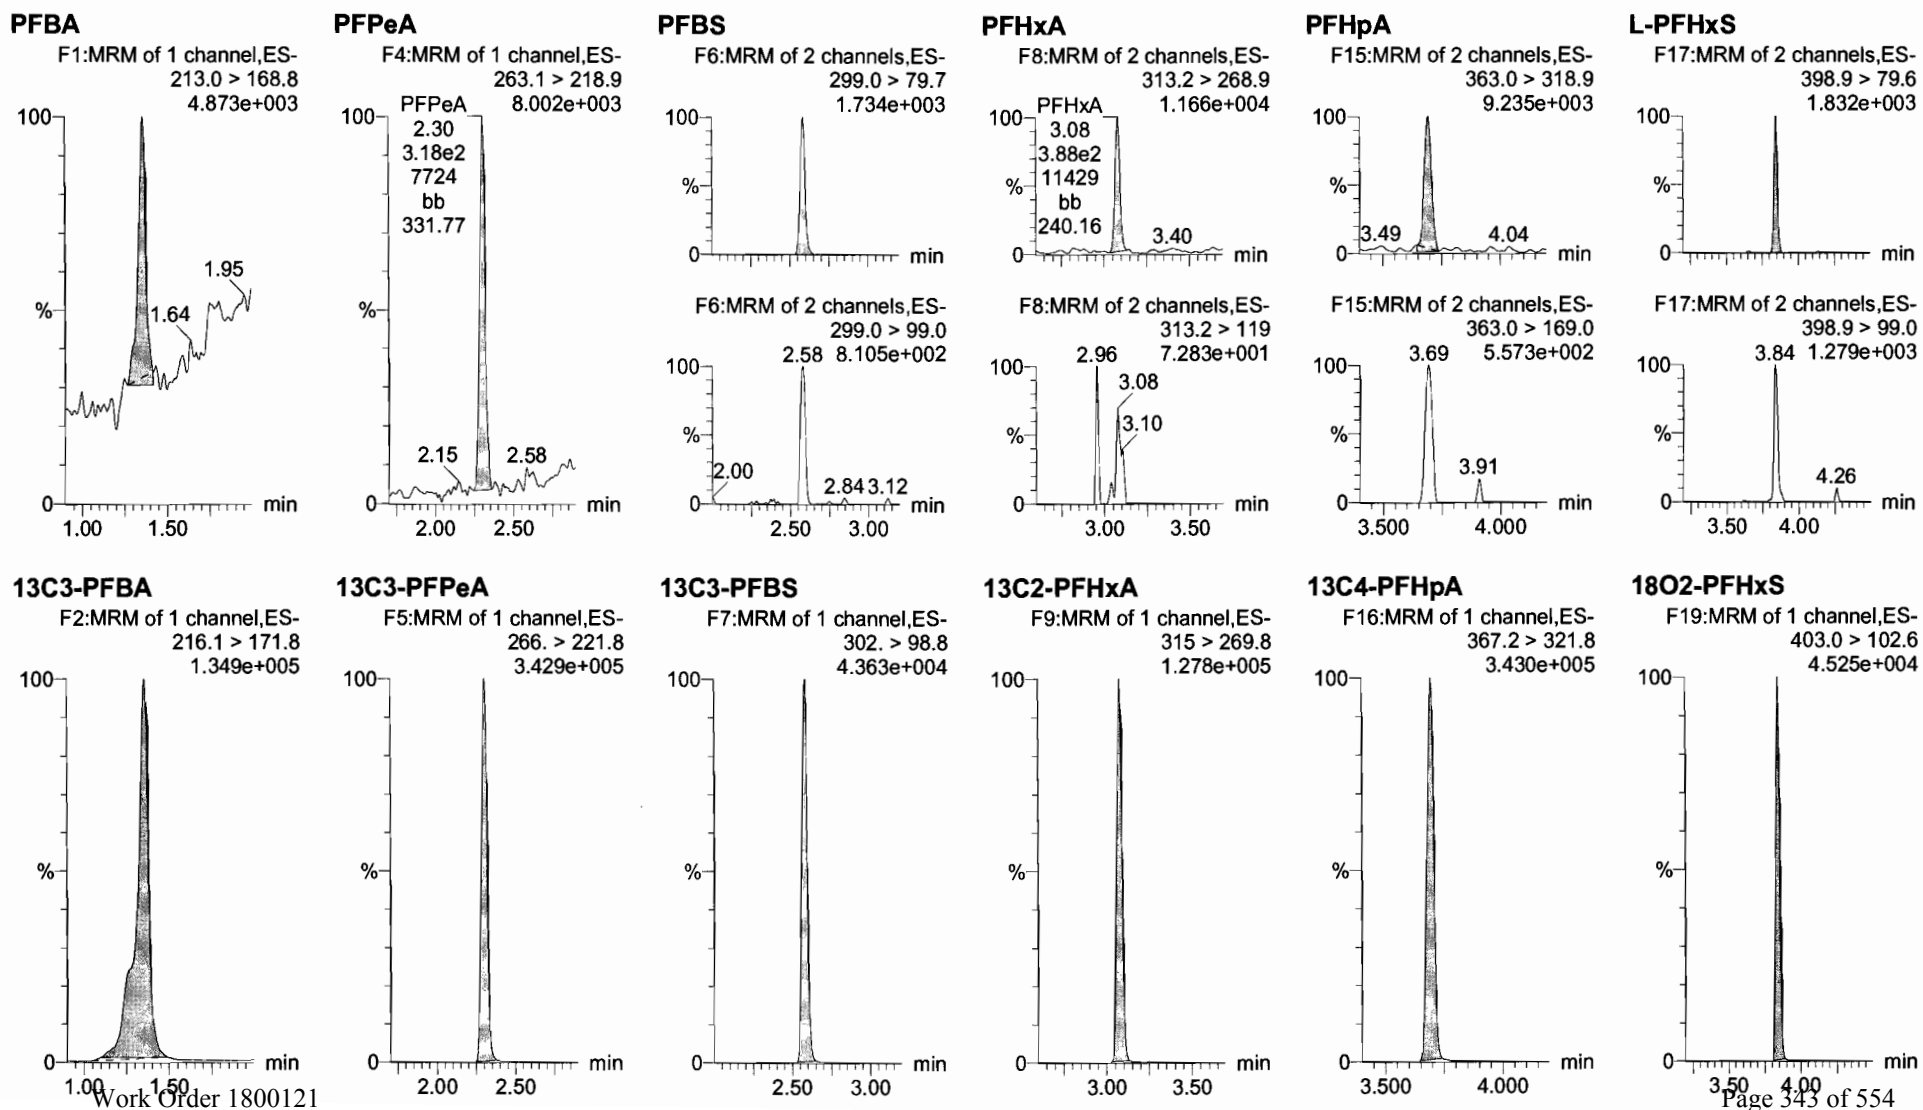 PFBA
F1:MRM of 1 channel,ES-
213.0 > 168.8
4.873e+003
100
1.95
1.64
%
0
min
1.00 1.50
PFPeA
F4:MRM of 1 channel,ES-
263.1 > 218.9
8.002e+003
PFPeA
2.30
3.18e2
7724
bb
331.77
100
%
2.15
2.58
0
min
2.00 2.50
PFBS
F6:MRM of 2 channels,ES-
299.0 > 79.7
1.734e+003
100
%
0
min
F6:MRM of 2 channels,ES-
299.0 > 99.0
2.58 8.105e+002
100
%
2.00
2.84 3.12
0
min
2.50 3.00
PFHxA
F8:MRM of 2 channels,ES-
313.2 > 268.9
1.166e+004
PFHxA
3.08
3.88e2
11429
bb
240.16
100
%
3.40
0
min
F8:MRM of 2 channels,ES-
313.2 > 119
2.96 7.283e+001
100
3.08
3.10
%
0
min
3.00 3.50
PFHpA
F15:MRM of 2 channels,ES-
363.0 > 318.9
9.235e+003
100
%
3.49 4.04
0
min
F15:MRM of 2 channels,ES-
363.0 > 169.0
3.69 5.573e+002
100
%
3.91
0
min
3.500 4.000
L-PFHxS
F17:MRM of 2 channels,ES-
398.9 > 79.6
1.832e+003
100
%
0
min
F17:MRM of 2 channels,ES-
398.9 > 99.0
3.84 1.279e+003
100
%
4.26
0
min
3.50 4.00
13C3-PFBA
F2:MRM of 1 channel,ES-
216.1 > 171.8
1.349e+005
100
%
0
min
1.00 1.50
13C3-PFPeA
F5:MRM of 1 channel,ES-
266. > 221.8
3.429e+005
100
%
0
min
2.00 2.50
13C3-PFBS
F7:MRM of 1 channel,ES-
302. > 98.8
4.363e+004
100
%
0
min
2.50 3.00
13C2-PFHxA
F9:MRM of 1 channel,ES-
315 > 269.8
1.278e+005
100
%
0
min
3.00 3.50
13C4-PFHpA
F16:MRM of 1 channel,ES-
367.2 > 321.8
3.430e+005
100
%
0
min
3.500 4.000
18O2-PFHxS
F19:MRM of 1 channel,ES-
403.0 > 102.6
4.525e+004
100
%
0
min
3.50 4.00
Work Order 1800121
Page 343 of 554